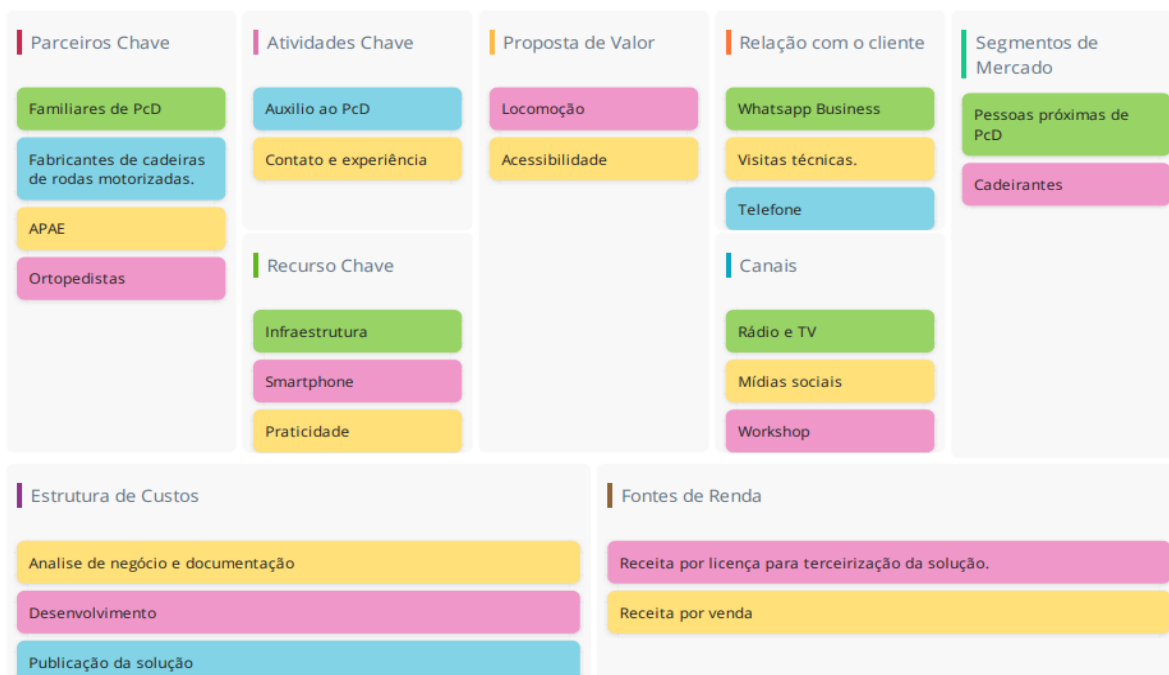 Parceiros Chave
Familiares de PcD
Fabricantes de cadeiras
de rodas motorizadas.
APAE
Ortopedistas
Atividades Chave
Auxilio ao PcD
Contato e experiência
Recurso Chave
Infraestrutura
Smartphone
Praticidade
Proposta de Valor
Locomoção
Acessibilidade
Relação com o cliente
Whatsapp Business
Visitas técnicas.
Telefone
Canais
Rádio e TV
Mídias sociais
Workshop
Segmentos de
Mercado
Pessoas próximas de
PcD
Cadeirantes
Estrutura de Custos
Analise de negócio e documentação
Desenvolvimento
Publicação da solução
Fontes de Renda
Receita por licença para terceirização da solução.
Receita por venda